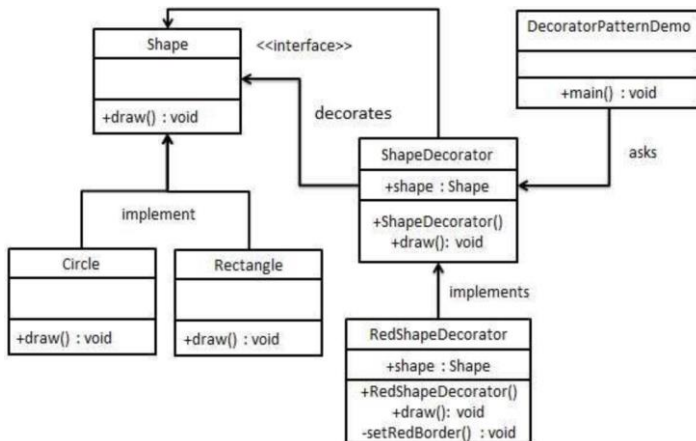 Shape
<<interface>>
+draw() : void
DecoratorPatternDemo
+main() : void
decorates
asks
ShapeDecorator
+shape : Shape
+ShapeDecorator()
+draw(): void
implement
Circle
+draw() : void
Rectangle
+draw() : void
implements
RedShapeDecorator
+shape : Shape
+RedShapeDecorator()
+draw(): void
-setRedBorder() : void